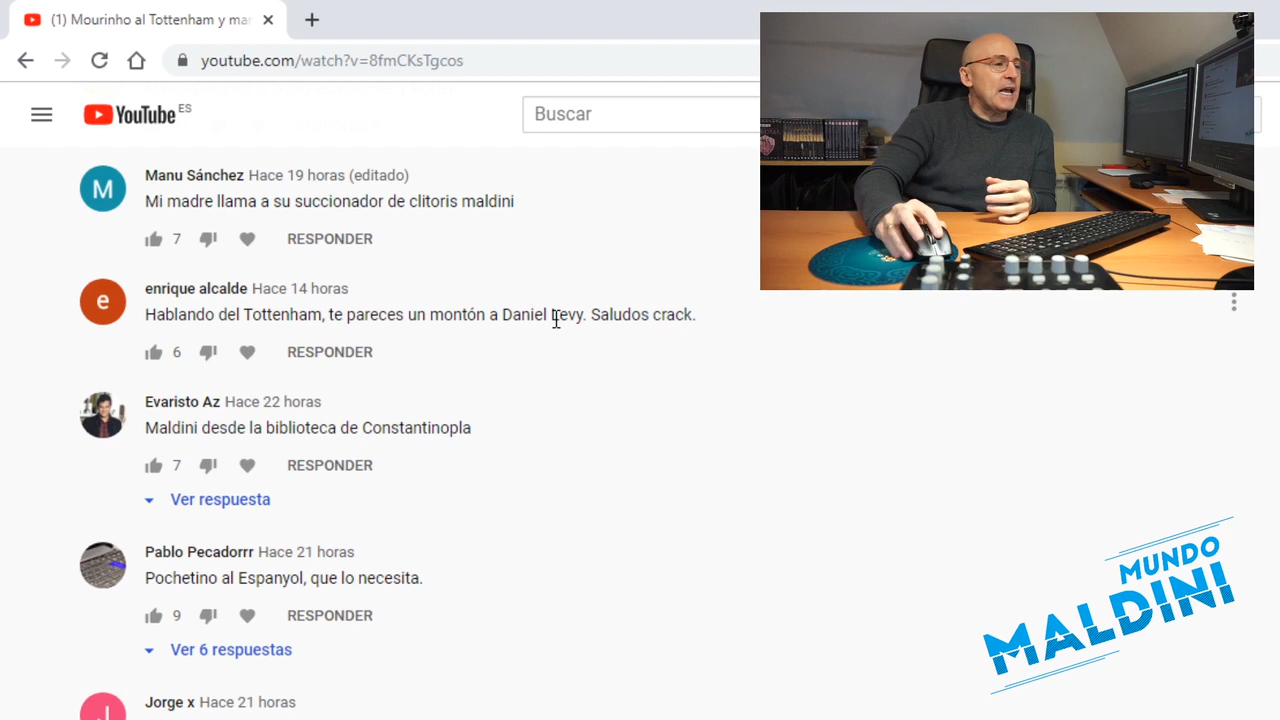 (1) Mourinho al Tottenham y ma
youtube.com/watch?v=8fmCKsTgcos
YouTube ES
Buscar
M
Manu Sánchez Hace 19 horas (editado)
Mi madre llama a su succionador de clitoris maldini
7 RESPONDER
e
enrique alcalde Hace 14 horas
Hablando del Tottenham, te pareces un montón a Daniel Levy. Saludos crack.
6 RESPONDER
Evaristo Az Hace 22 horas
Maldini desde la biblioteca de Constantinopla
7 RESPONDER
Ver respuesta
Pablo Pecadorrr Hace 21 horas
Pochetino al Espanyol, que lo necesita.
9 RESPONDER
Ver 6 respuestas
J
Jorge x Hace 21 horas
MUNDO
MALDINI